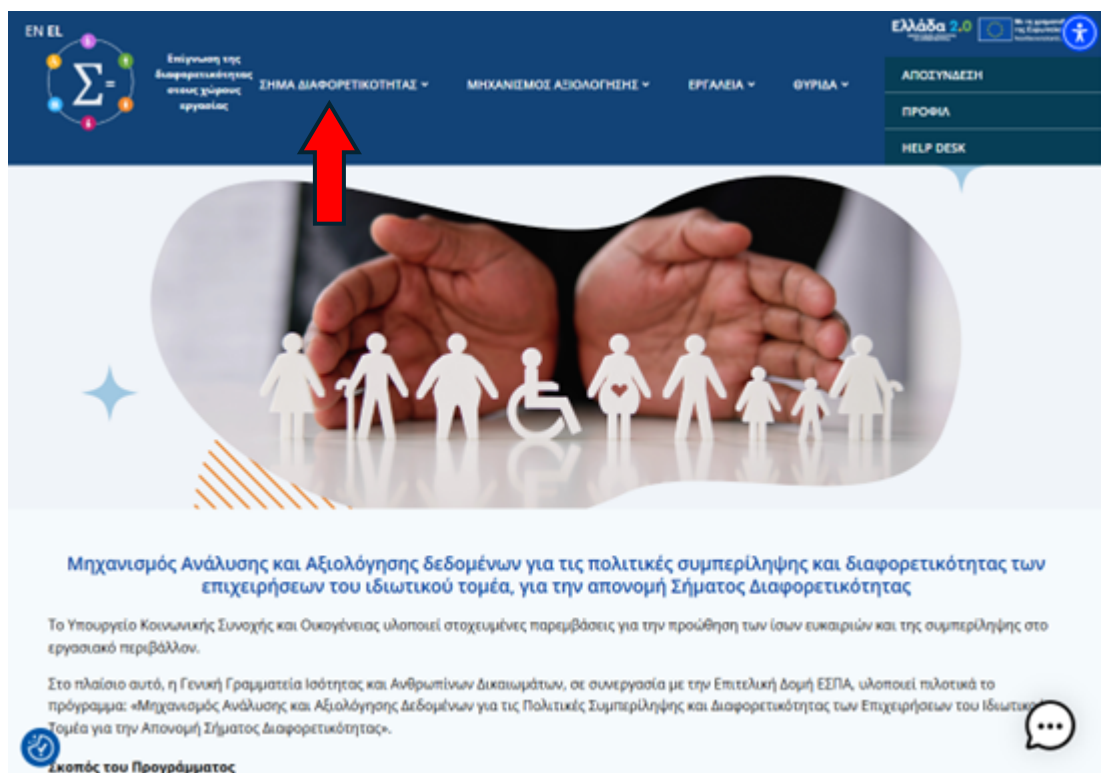 EN EL
Επίγνωση της
διαφορετικότητας
στους χώρους
εργασίας
Σ=
ΣΗΜΑ ΔΙΑΦΟΡΕΤΙΚΟΤΗΤΑΣ
ΜΗΧΑΝΙΣΜΟΣ ΑΞΙΟΛΟΓΗΣΗΣ
ΕΡΓΑΛΕΙΑ
ΘΥΡΙΔΑ
Ελλάδα 2.0
ΑΠΟΣΥΝΔΕΣΗ
ΠΡΟΦΙΛ
HELP DESK
Μηχανισμός Ανάλυσης και Αξιολόγησης δεδομένων για τις πολιτικές συμπερίληψης και διαφορετικότητας των
επιχειρήσεων του ιδιωτικού τομέα, για την απονομή Σήματος Διαφορετικότητας
Το Υπουργείο Κοινωνικής Συνοχής και Οικογένειας υλοποιεί στοχευμένες παρεμβάσεις για την προώθηση των ίσων ευκαιριών και της συμπερίληψης στο
εργασιακό περιβάλλον.
Στο πλαίσιο αυτό, η Γενική Γραμματεία Ισότητας και Ανθρωπίνων Δικαιωμάτων, σε συνεργασία με την Επιτελική Δομή ΕΣΠΑ, υλοποιεί πιλοτικά το
πρόγραμμα: «Μηχανισμός Ανάλυσης και Αξιολόγησης Δεδομένων για τις Πολιτικές Συμπερίληψης και Διαφορετικότητας των Επιχειρήσεων του Ιδιωτικού
Τομέα για την Απονομή Σήματος Διαφορετικότητας».
Σκοπός του Προγράμματος